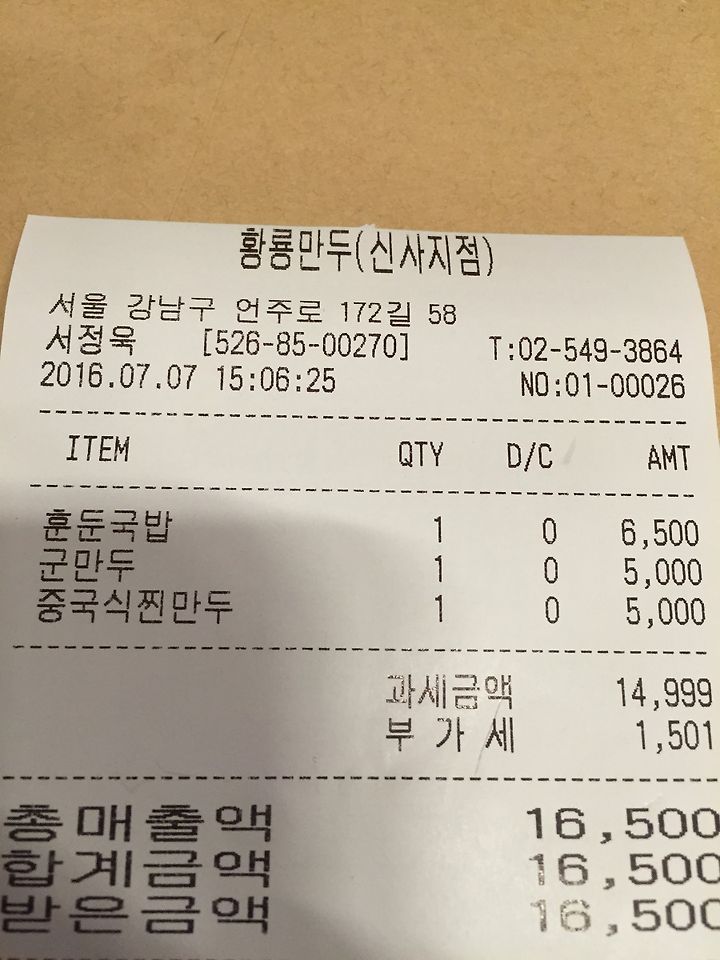 황룡만두(신사지점)
서울 강남구 언주로 172길 58
서정욱 [526-85-00270] T:02-549-3864
2016.07.07 15:06:25 NO:01-00026
ITEM QTY D/C AMT
훈둔국밥 1 0 6,500
군만두 1 0 5,000
중국식찐만두 1 0 5,000
과세금액 14,999
부 가 세 1,501
총매출액 16,500
합계금액 16,500
받은금액 16,500